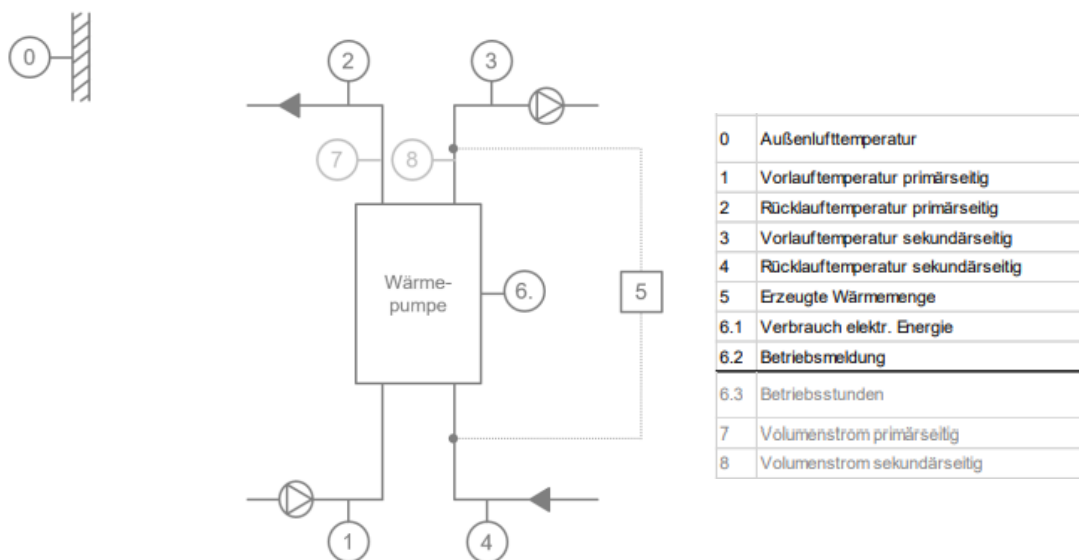 0
2
3
7
8
Wärme-
pumpe
6.
5
1
4
0 Außenlufttemperatur
1 Vorlauftemperatur primärseitig
2 Rücklauftemperatur primärseitig
3 Vorlauftemperatur sekundärseitig
4 Rücklauftemperatur sekundärseitig
5 Erzeugte Wärmemenge
6.1 Verbrauch elektr. Energie
6.2 Betriebsmeldung
6.3 Betriebsstunden
7 Volumenstrom primärseitig
8 Volumenstrom sekundärseitig